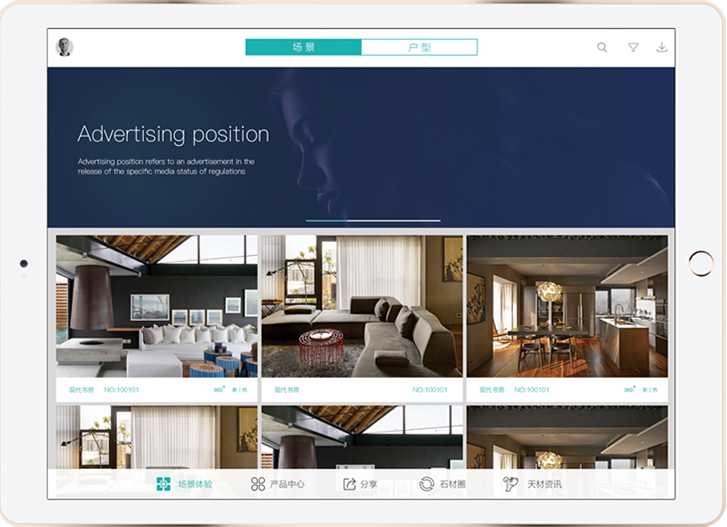 场景
户型
Advertising position
Advertising position refers to an advertisement in the
release of the specific media status of regulations
现代书房 NO:100101 360° 新 | 热
现代书房 NO:100101
现代书房 NO:100101 360° 新 | 热
场景体验
产品中心
分享
石材圈
天材资讯